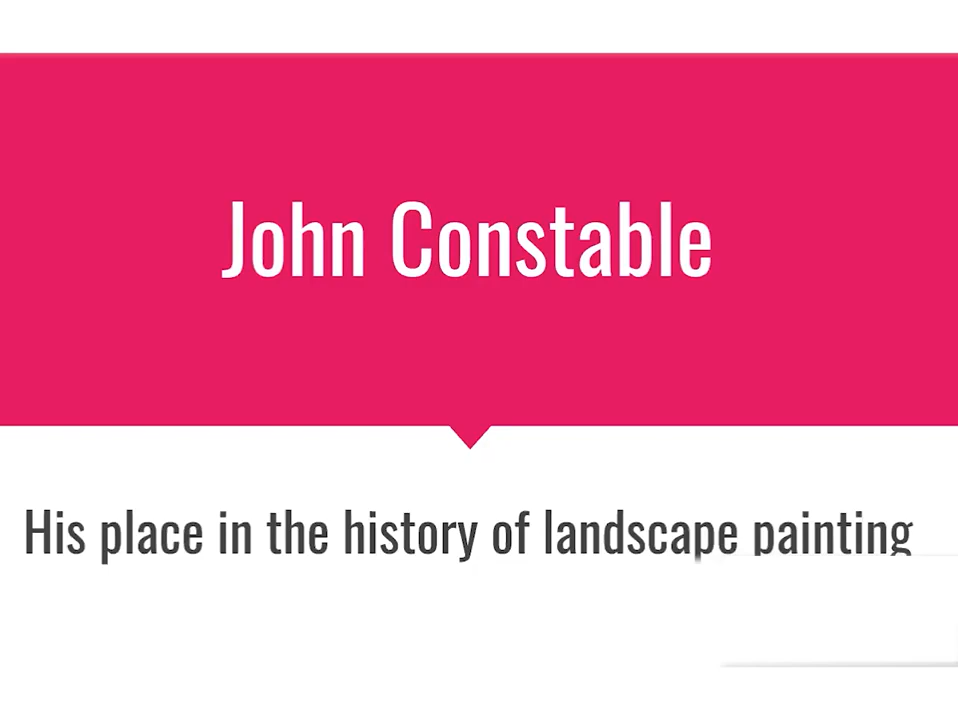 John Constable
His place in the history of landscape painting